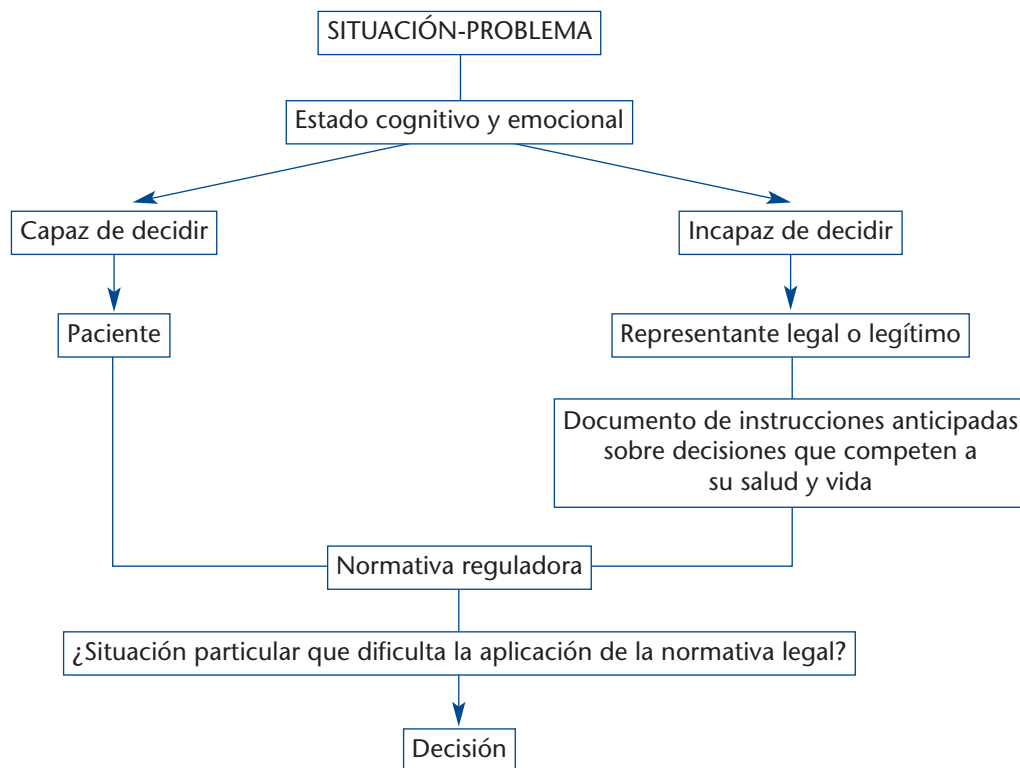 SITUACIÓN-PROBLEMA
Estado cognitivo y emocional
Capaz de decidir
Incapaz de decidir
Paciente
Representante legal o legítimo
Documento de instrucciones anticipadas
sobre decisiones que competen a
su salud y vida
Normativa reguladora
¿Situación particular que dificulta la aplicación de la normativa legal?
Decisión